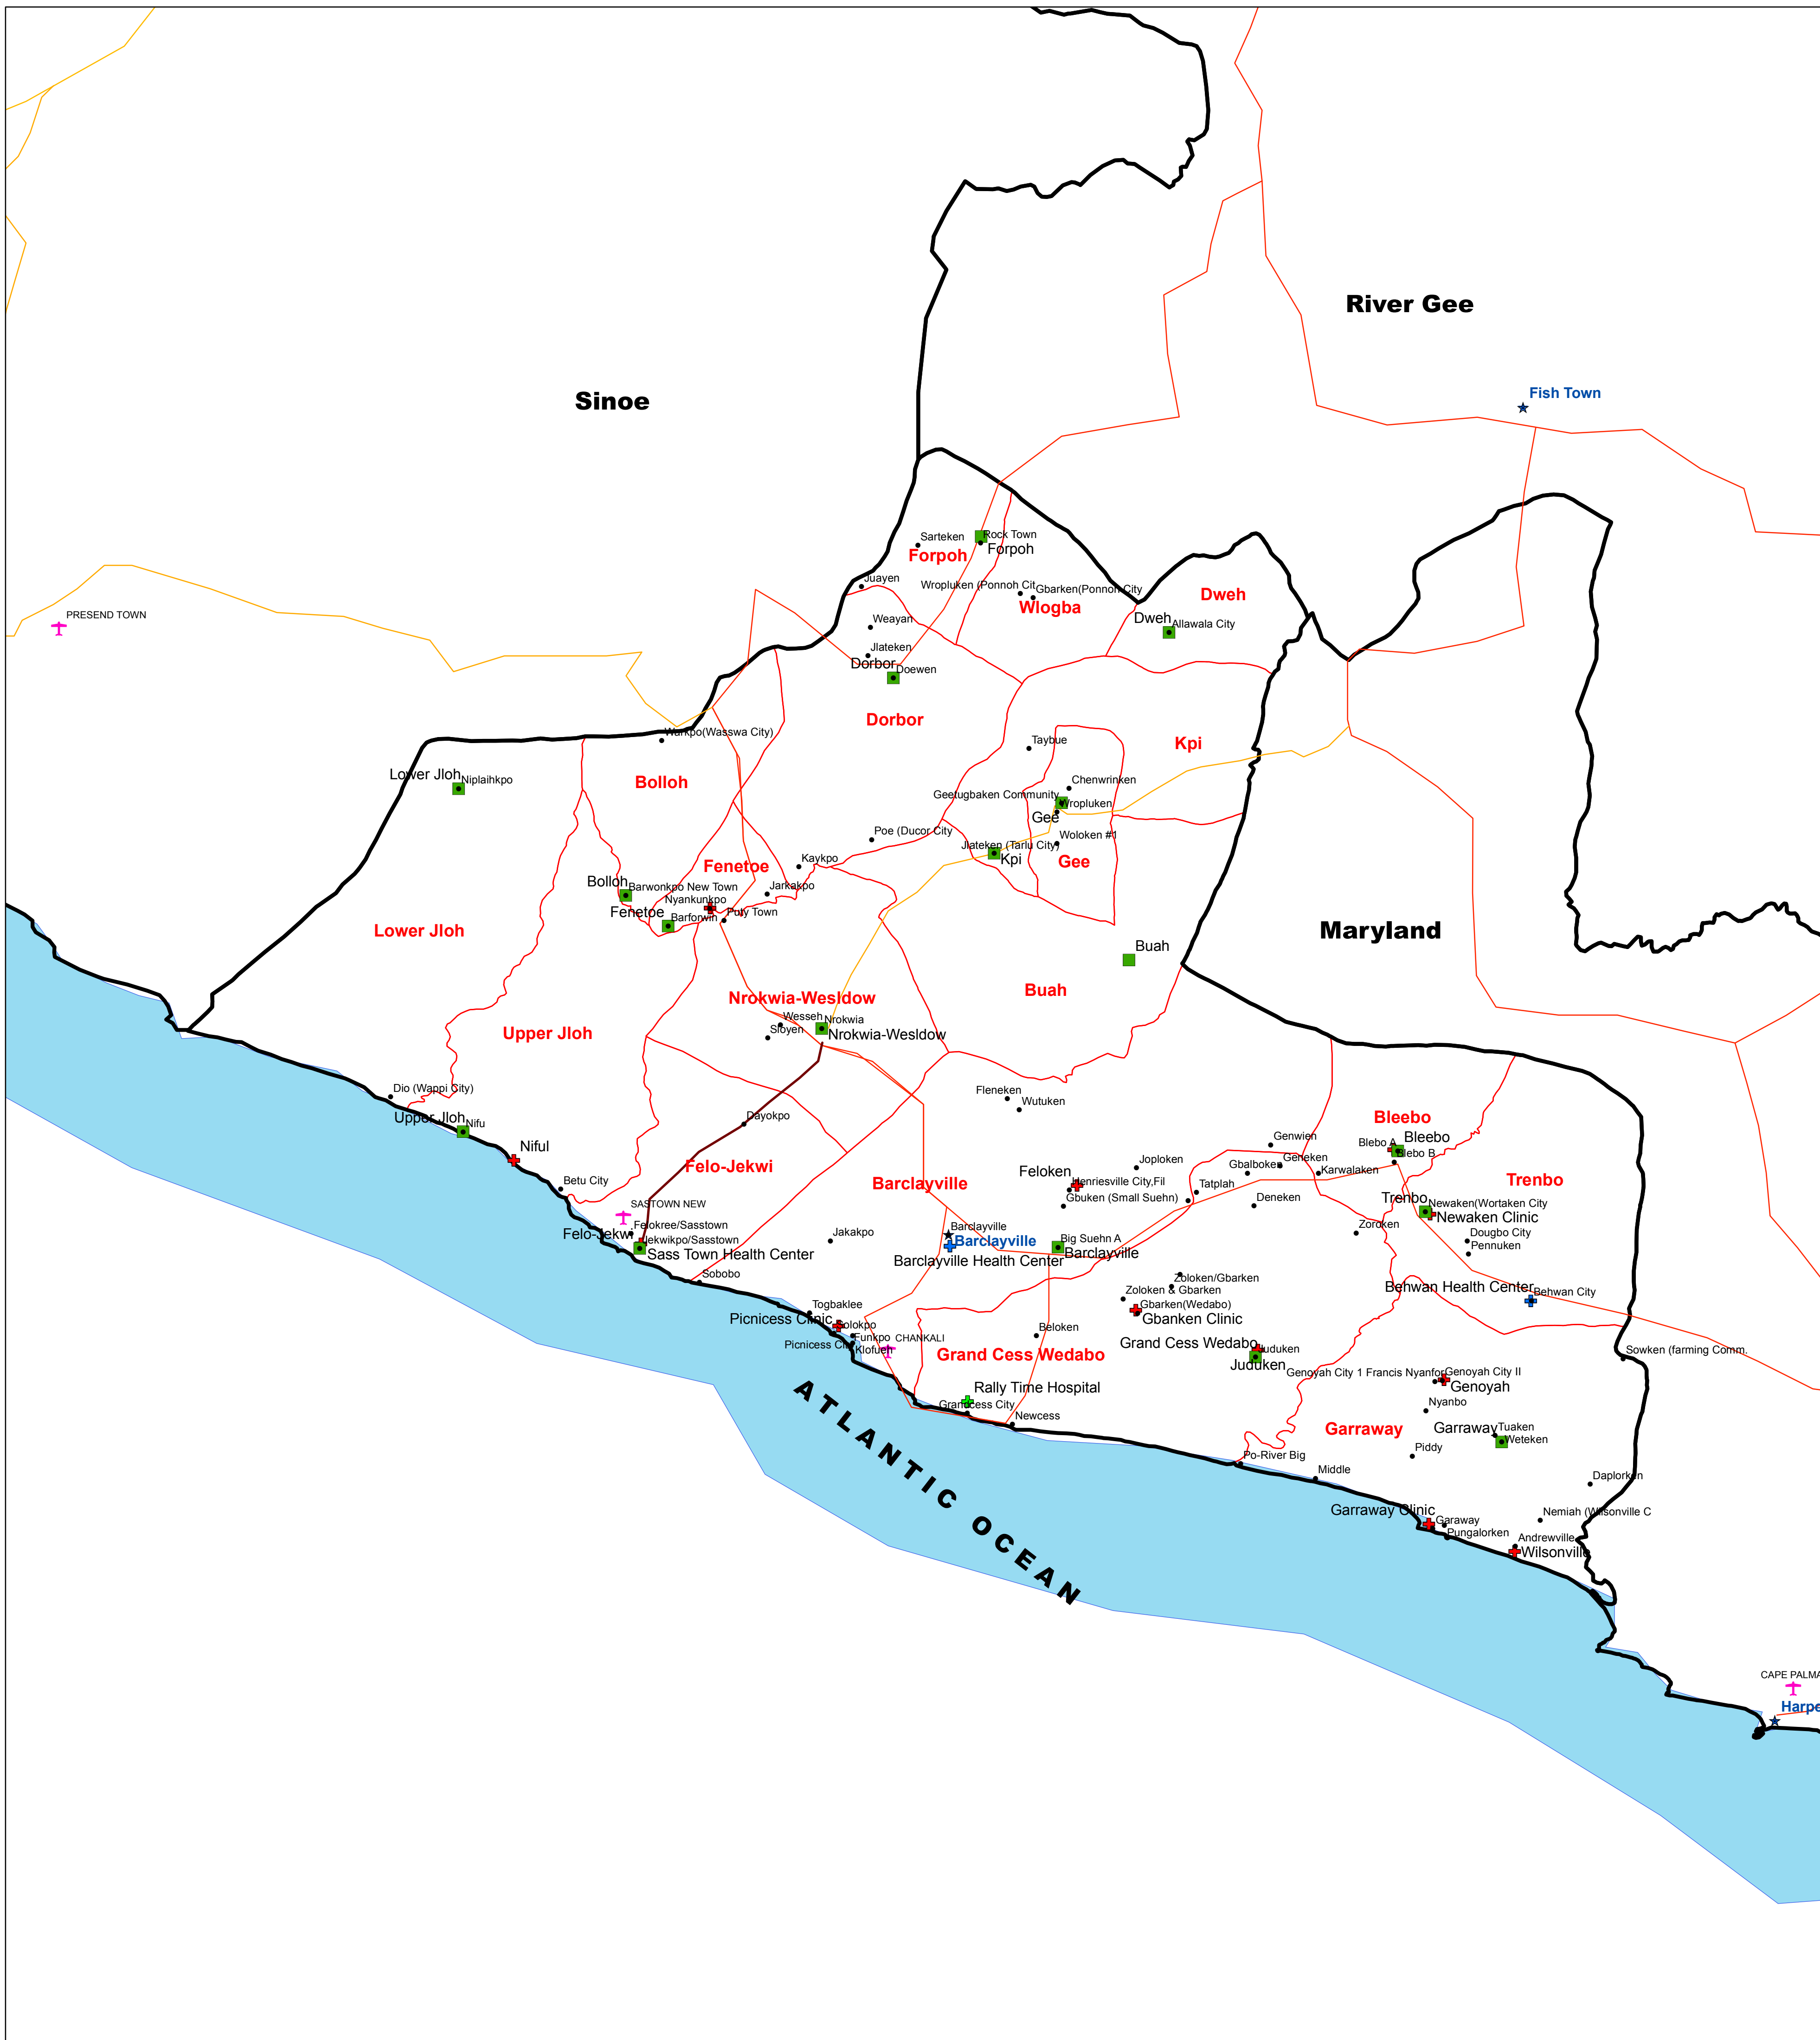 River Gee
Fish Town
Sinoe
Sarteken
Rock Town
Forpoh
Forpoh
Juayen
Wropluken (Ponnoh Cit
Gbarken(Ponnoh City
Dweh
Wlogba
PRESEND TOWN
Weayan
Dweh
Allawala City
Jlateken
Dorbor
Doewen
Dorbor
Warkpo(Wasswa City)
Taybue
Kpi
Lower Jloh
Niplaihkpo
Bolloh
Chenwrinken
Geetugbaken Community
Wropluken
Gee
Poe (Ducor City
Woloken #1
Jlateken (Tarlu City)
Kpi
Gee
Kaykpo
Fenetoe
Bolloh
Barwonkpo New Town
Jarkakpo
Nyankunkpo
Fenetoe
Barforwin
Poly Town
Lower Jloh
Maryland
Buah
Buah
Nrokwia-Wesldow
Wesseh
Nrokwia
Sloyen
Nrokwia-Wesldow
Upper Jloh
Dio (Wappi City)
Fleneken
Wutuken
Upper Jloh
Nifu
Dayokpo
Bleebo
Niful
Genwien
Blebo A
Bleebo
Blebo B
Felo-Jekwi
Joploken
Gbalboken
Geneken
Karwalaken
Feloken
Henriesville City,Fil
Gbuken (Small Suehn)
Tatplah
Deneken
Barclayville
Trenbo
Betu City
SASTOWN NEW
Trenbo
Newaken(Wortaken City
Newaken Clinic
Felokree/Sasstown
Felo-Jekwi
Jekwikpo/Sasstown
Sass Town Health Center
Jakakpo
Barclayville
Barclayville
Barclayville Health Center
Big Suehn A
Barclayville
Zoroken
Dougbo City
Pennuken
Sobobo
Zoloken/Gbarken
Zoloken & Gbarken
Behwan Health Center
Behwan City
Togbaklee
Picnicess Clinic
Solokpo
Gbarken(Wedabo)
Gbanken Clinic
Funkpo
CHANKALI
Picnicess City
Klofueh
Beloken
Grand Cess Wedabo
Grand Cess Wedabo
Juduken
Juduken
Sowken (farming Comm.
Genoyah City 1 Francis Nyanfor
Genoyah City II
Genoyah
Rally Time Hospital
Grandcess City
Newcess
Nyanbo
Garraway
Garraway
Tuaken
Weteken
Piddy
Po-River Big
Middle
Daplorken
ATLANTIC OCEAN
Garraway Clinic
Garaway
Pungalorken
Nemiah (Wilsonville C
Andrewville
Wilsonville
CAPE PALMA
Harpe